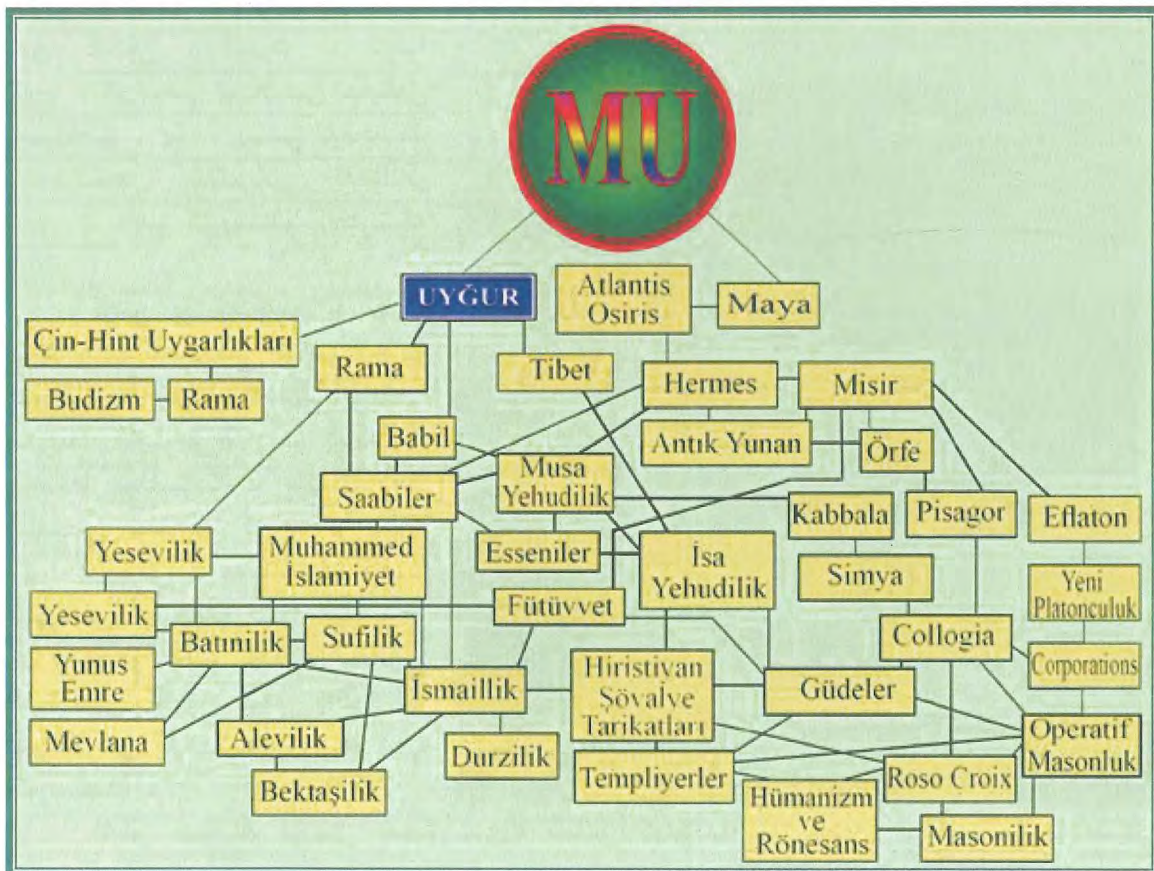 MU
UYĞUR
Atlantis
Osiris
Maya
Çin-Hint Uygarlıkları
Rama
Tibet
Hermes
Misir
Budizm
Rama
Babil
Antık Yunan
Örfe
Saabiler
Musa
Yehudilik
Kabbala
Pisagor
Eflaton
Yesevilik
Muhammed
İslamiyet
Esseniler
İsa
Yehudilik
Simya
Yeni
Platonculuk
Yesevilik
Fütüvvet
Batınilik
Sufilik
Collogia
Yunus
Emre
İsmaillik
Hiristiyan
Şövalve
Tarikatları
Güdeler
Corporations
Mevlana
Alevilik
Durzilik
Operatif
Masonluk
Bektaşilik
Templiyerler
Roso Croix
Hümanizm
ve
Rönesans
Masonilik